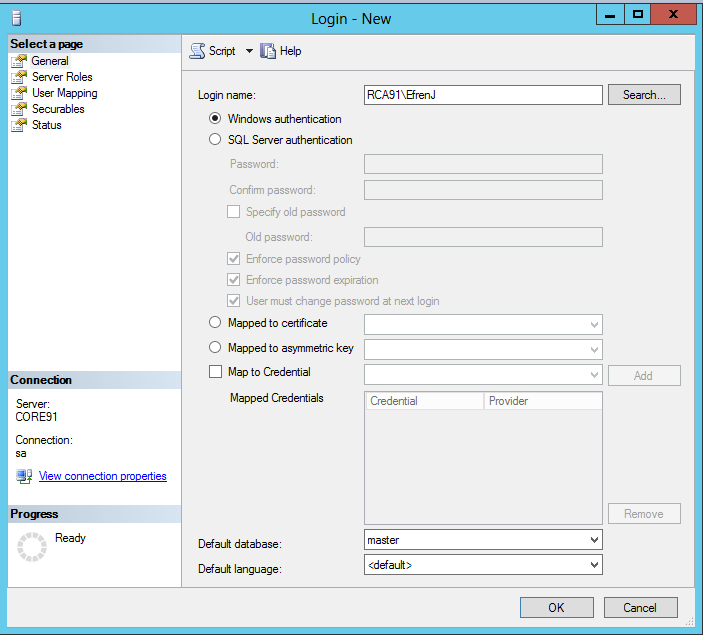 Login - New
Select a page
General
Server Roles
User Mapping
Securables
Status
Script
Help
Login name:
RCA91\EfrenJ
Search...
Windows authentication
SQL Server authentication
Password:
Confirm password:
Specify old password
Old password:
Enforce password policy
Enforce password expiration
User must change password at next login
Mapped to certificate
Mapped to asymmetric key
Map to Credential
Add
Mapped Credentials
Credential
Provider
Remove
Default database:
master
Default language:
<default>
Connection
Server:
CORE91
Connection:
sa
View connection properties
Progress
Ready
OK
Cancel